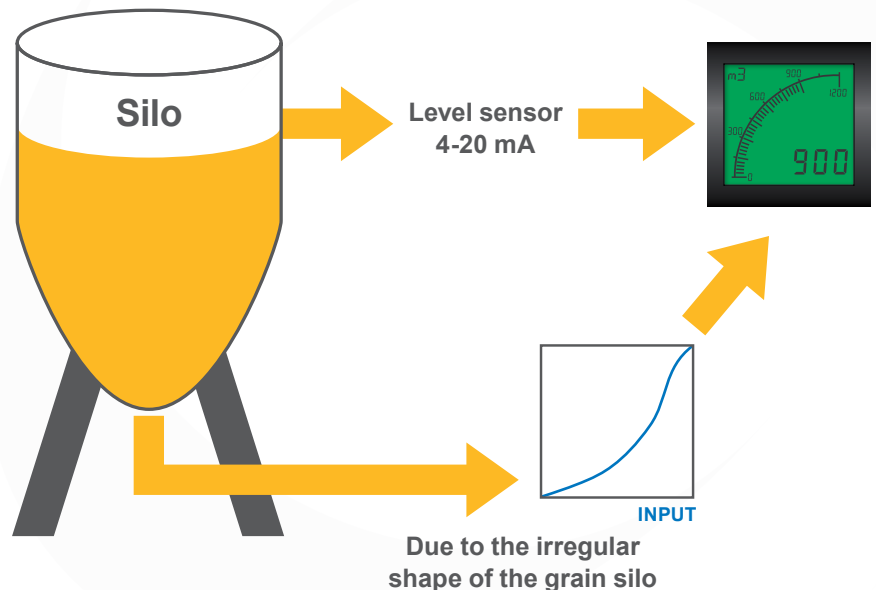 Silo
Level sensor
4-20 mA
m3
900
600
1200
300
0
900
INPUT
Due to the irregular
shape of the grain silo